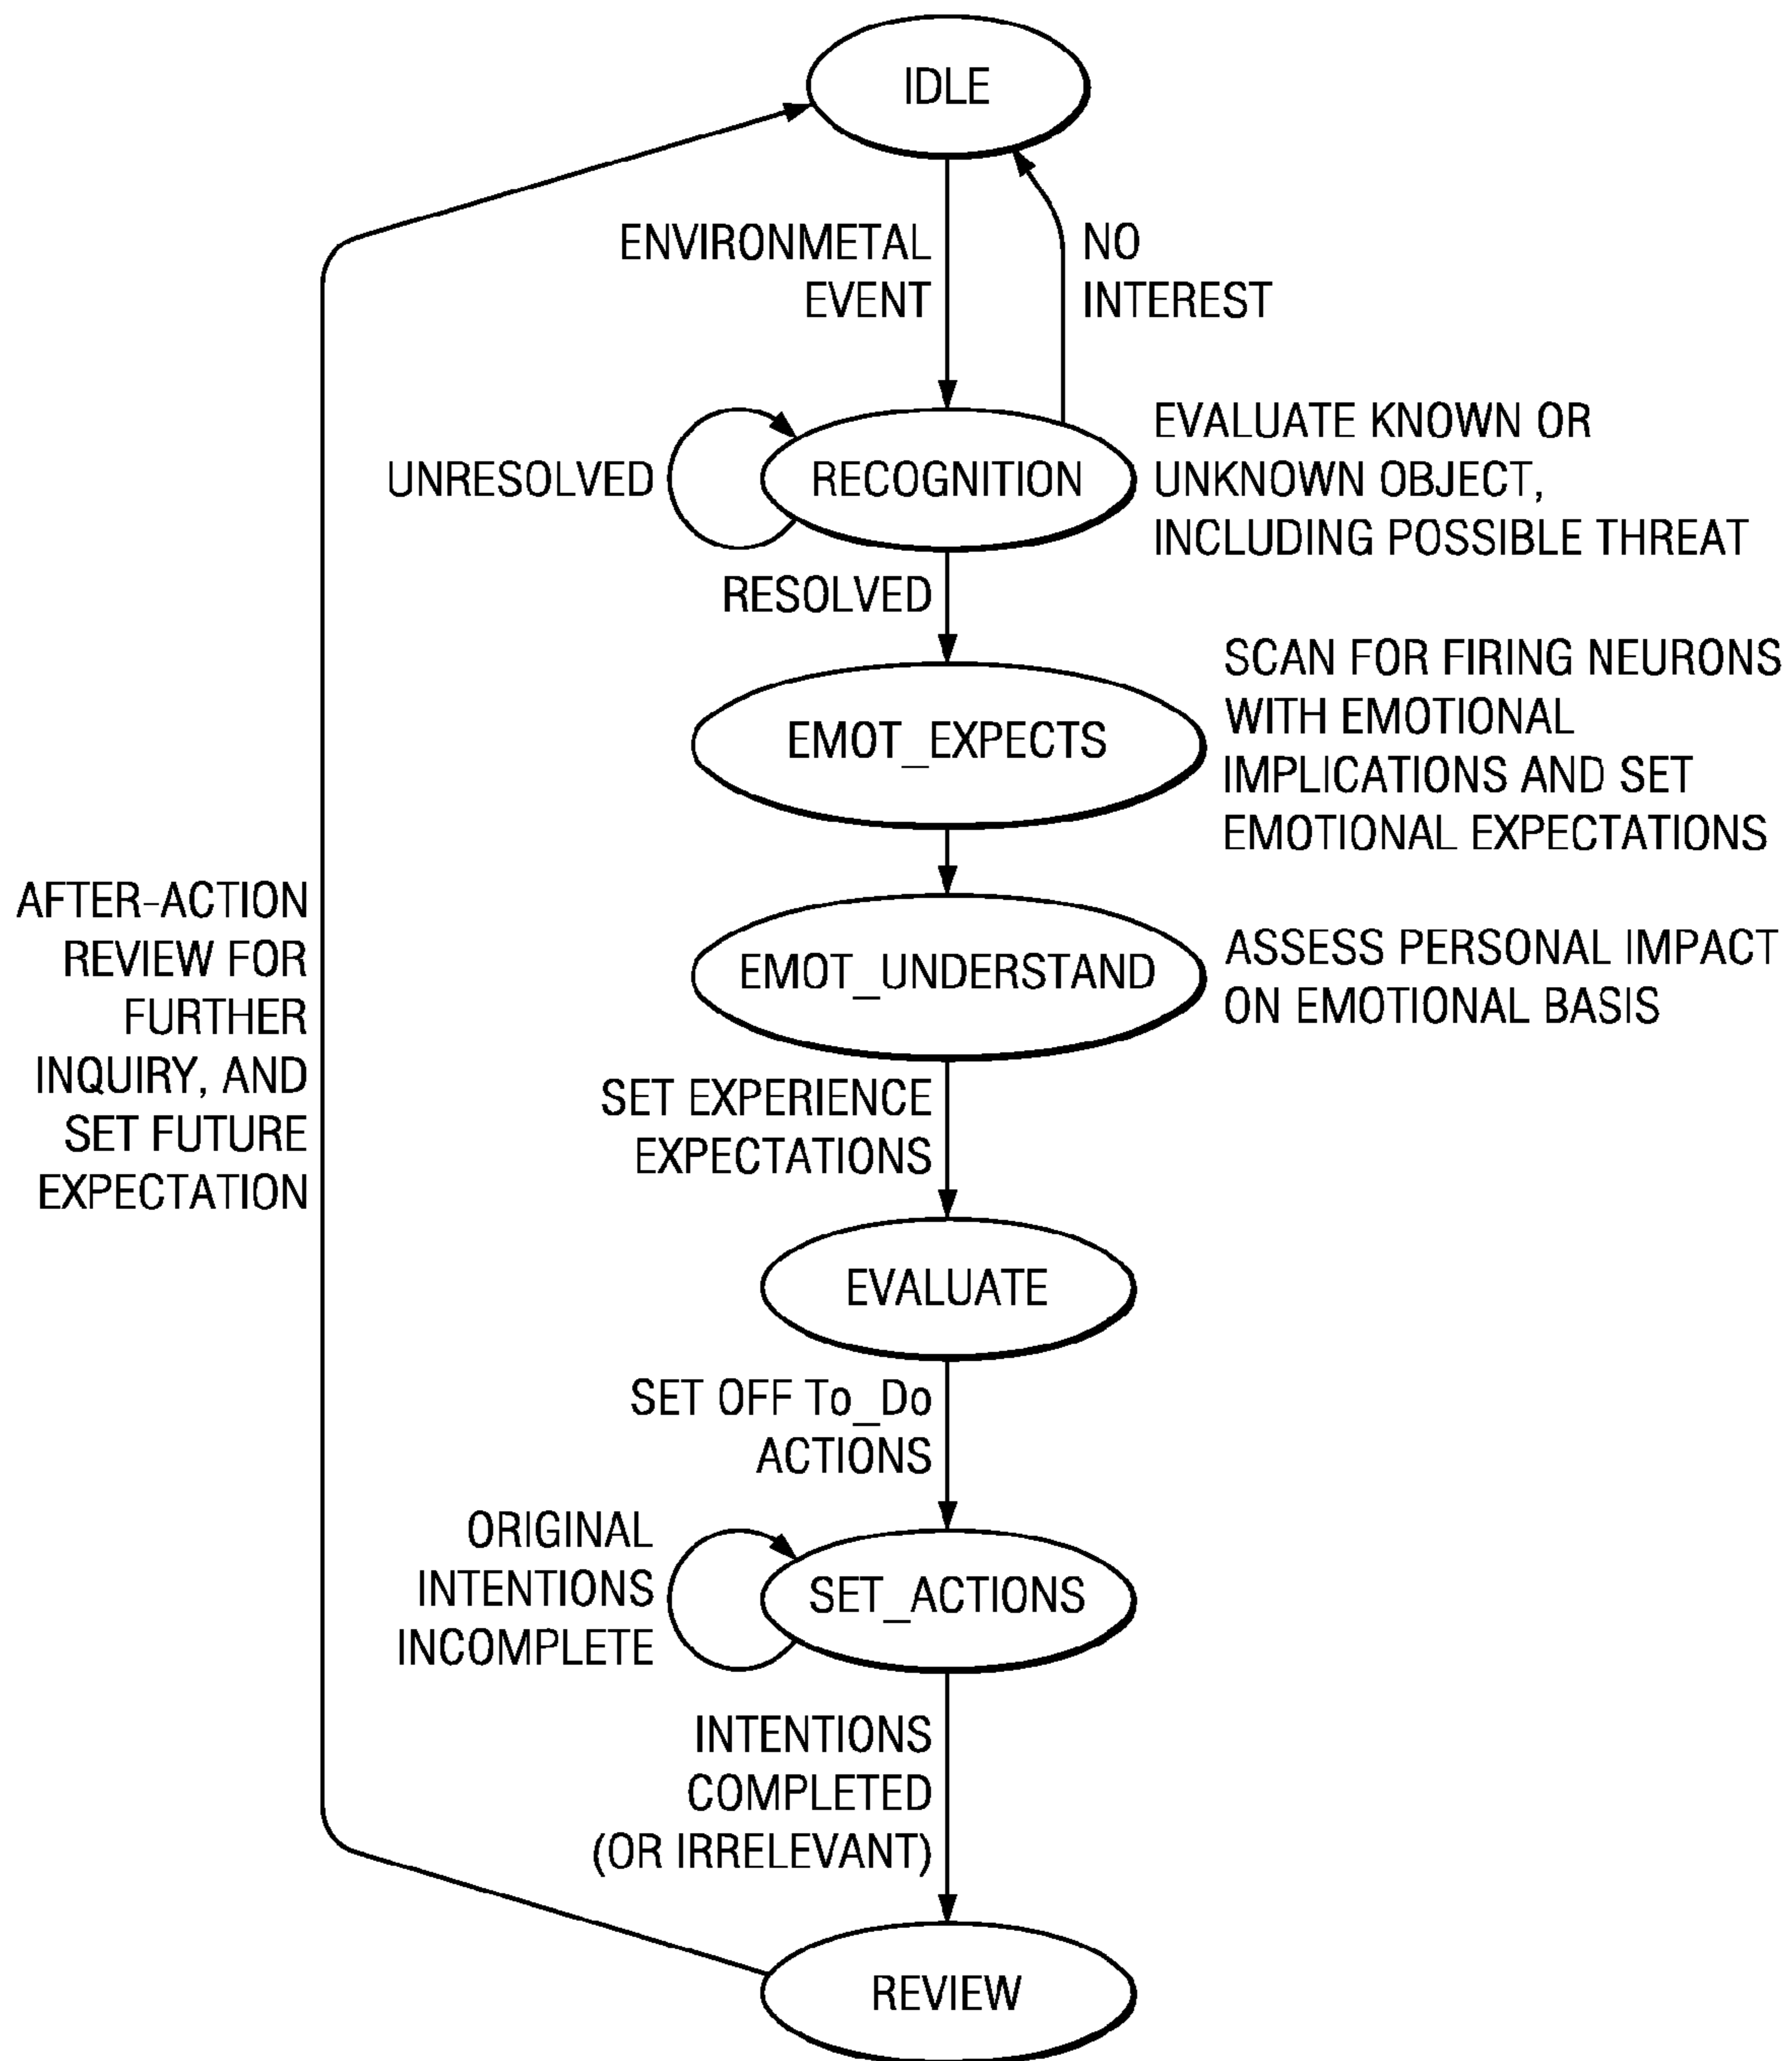 IDLE
ENVIRONMETAL
EVENT
NO
INTEREST
UNRESOLVED
RECOGNITION
EVALUATE KNOWN OR
UNKNOWN OBJECT,
INCLUDING POSSIBLE THREAT
RESOLVED
EMOT_EXPECTS
SCAN FOR FIRING NEURONS
WITH EMOTIONAL
IMPLICATIONS AND SET
EMOTIONAL EXPECTATIONS
AFTER-ACTION
REVIEW FOR
FURTHER
INQUIRY, AND
SET FUTURE
EXPECTATION
EMOT_UNDERSTAND
ASSESS PERSONAL IMPACT
ON EMOTIONAL BASIS
SET EXPERIENCE
EXPECTATIONS
EVALUATE
SET OFF To_Do
ACTIONS
ORIGINAL
INTENTIONS
INCOMPLETE
SET_ACTIONS
INTENTIONS
COMPLETED
(OR IRRELEVANT)
REVIEW